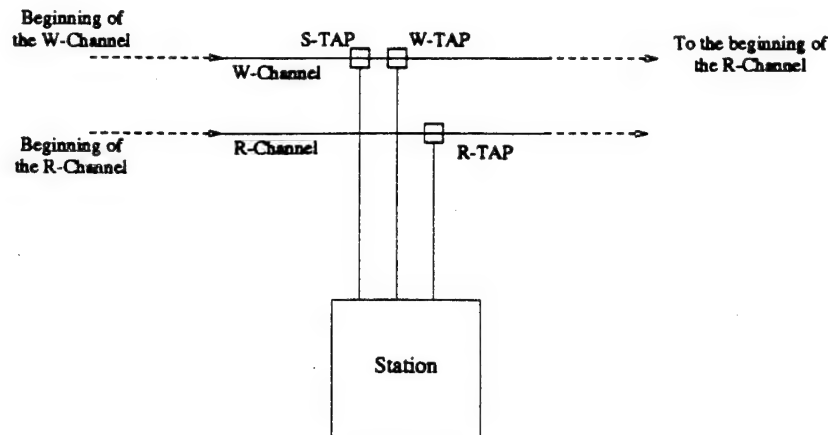 Beginning of
the W-Channel
S-TAP
W-TAP
To the beginning of
the R-Channel
W-Channel
Beginning of
the R-Channel
R-Channel
R-TAP
Station